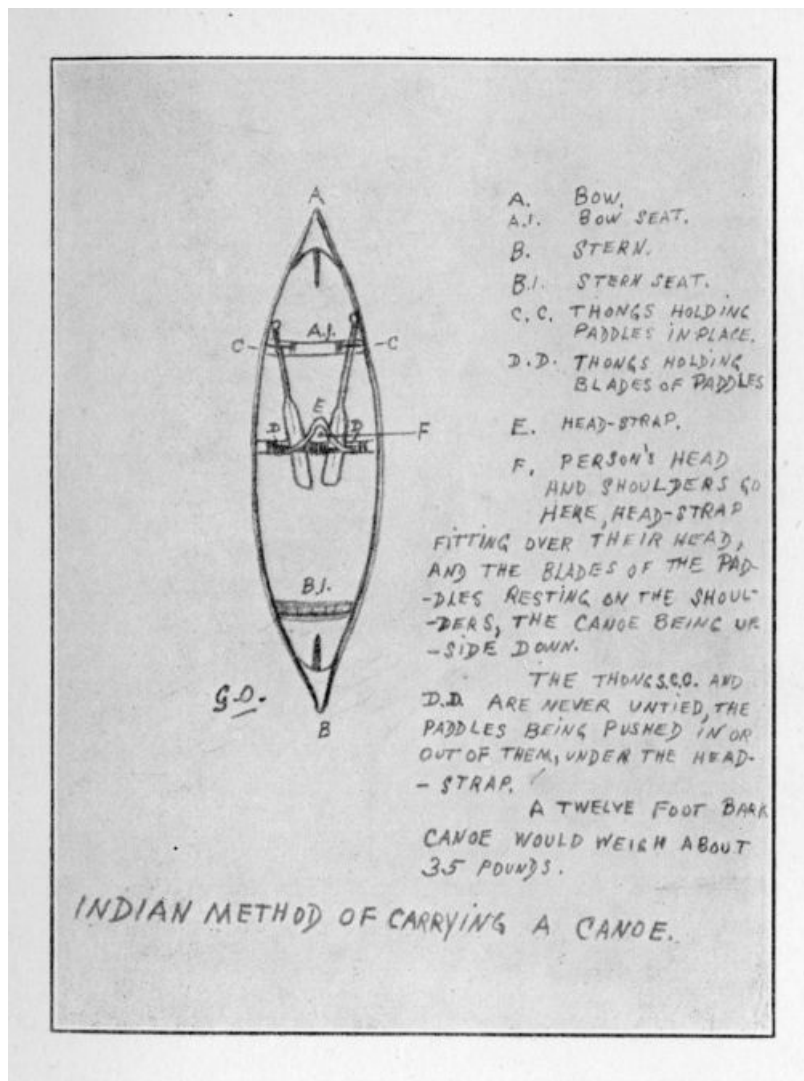 A
A.1.
C
C
E
D
D
F
B.1.
G.O.
B
A. BOW.
A.1. BOW SEAT.
B. STERN.
B.1. STERN SEAT.
C.C. THONGS HOLDING
PADDLES IN PLACE.
D.D. THONGS HOLDING
BLADES OF PADDLES
E. HEAD-STRAP.
F. PERSON'S HEAD
AND SHOULDERS GO
HERE, HEAD-STRAP
FITTING OVER THEIR HEAD,
AND THE BLADES OF THE PAD-
-DLES RESTING ON THE SHOUL-
-DERS, THE CANOE BEING UP
-SIDE DOWN.
THE THONGS.C.C. AND
D.D. ARE NEVER UNTIED, THE
PADDLES BEING PUSHED IN OR
OUT OF THEM, UNDER THE HEAD-
- STRAP.
A TWELVE FOOT BARK
CANOE WOULD WEIGH ABOUT
35 POUNDS.
INDIAN METHOD OF CARRYING A CANOE.